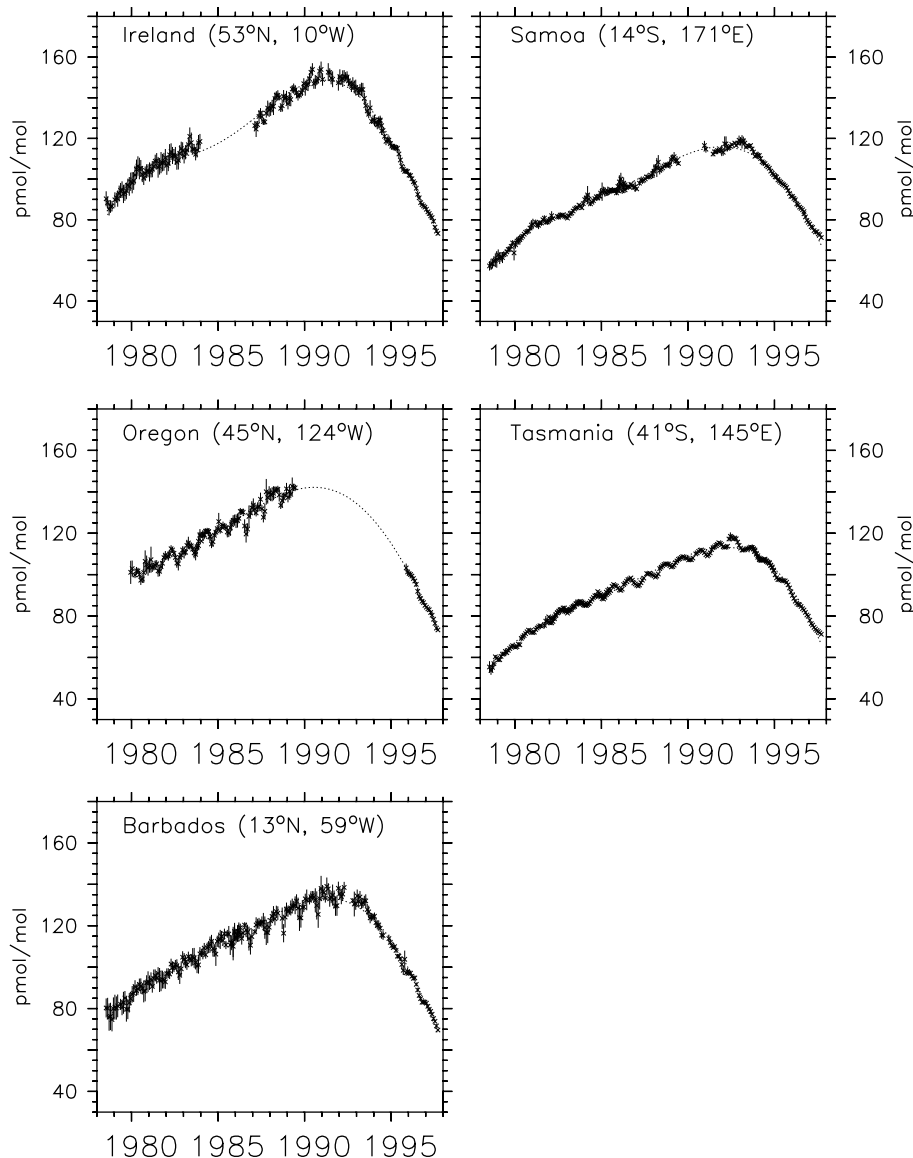 Ireland (53°N, 10°W)
160
120
80
40
pmol/mol
1980 1985 1990 1995
Samoa (14°S, 171°E)
160
120
80
40
pmol/mol
1980 1985 1990 1995
Oregon (45°N, 124°W)
160
120
80
40
pmol/mol
1980 1985 1990 1995
Tasmania (41°S, 145°E)
160
120
80
40
pmol/mol
1980 1985 1990 1995
Barbados (13°N, 59°W)
160
120
80
40
pmol/mol
1980 1985 1990 1995